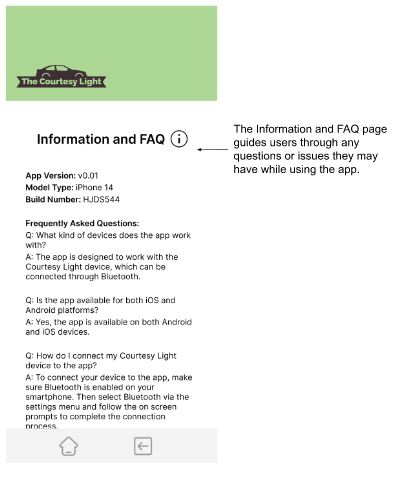 The Courtesy Light
Information and FAQ
The Information and FAQ page
guides users through any
questions or issues they may
have while using the app.
App Version: v0.01
Model Type: iPhone 14
Build Number: HJDS544
Frequently Asked Questions:
Q: What kind of devices does the app work
with?
A: The app is designed to work with the
Courtesy Light device, which can be
connected through Bluetooth.
Q: Is the app available for both iOS and
Android platforms?
A: Yes, the app is available on both Android
and iOS devices.
Q: How do I connect my Courtesy Light
device to the app?
A: To connect your device to the app, make
sure Bluetooth is enabled on your
smartphone. Then select Bluetooth via the
settings menu and follow the on screen
prompts to complete the connection
process.